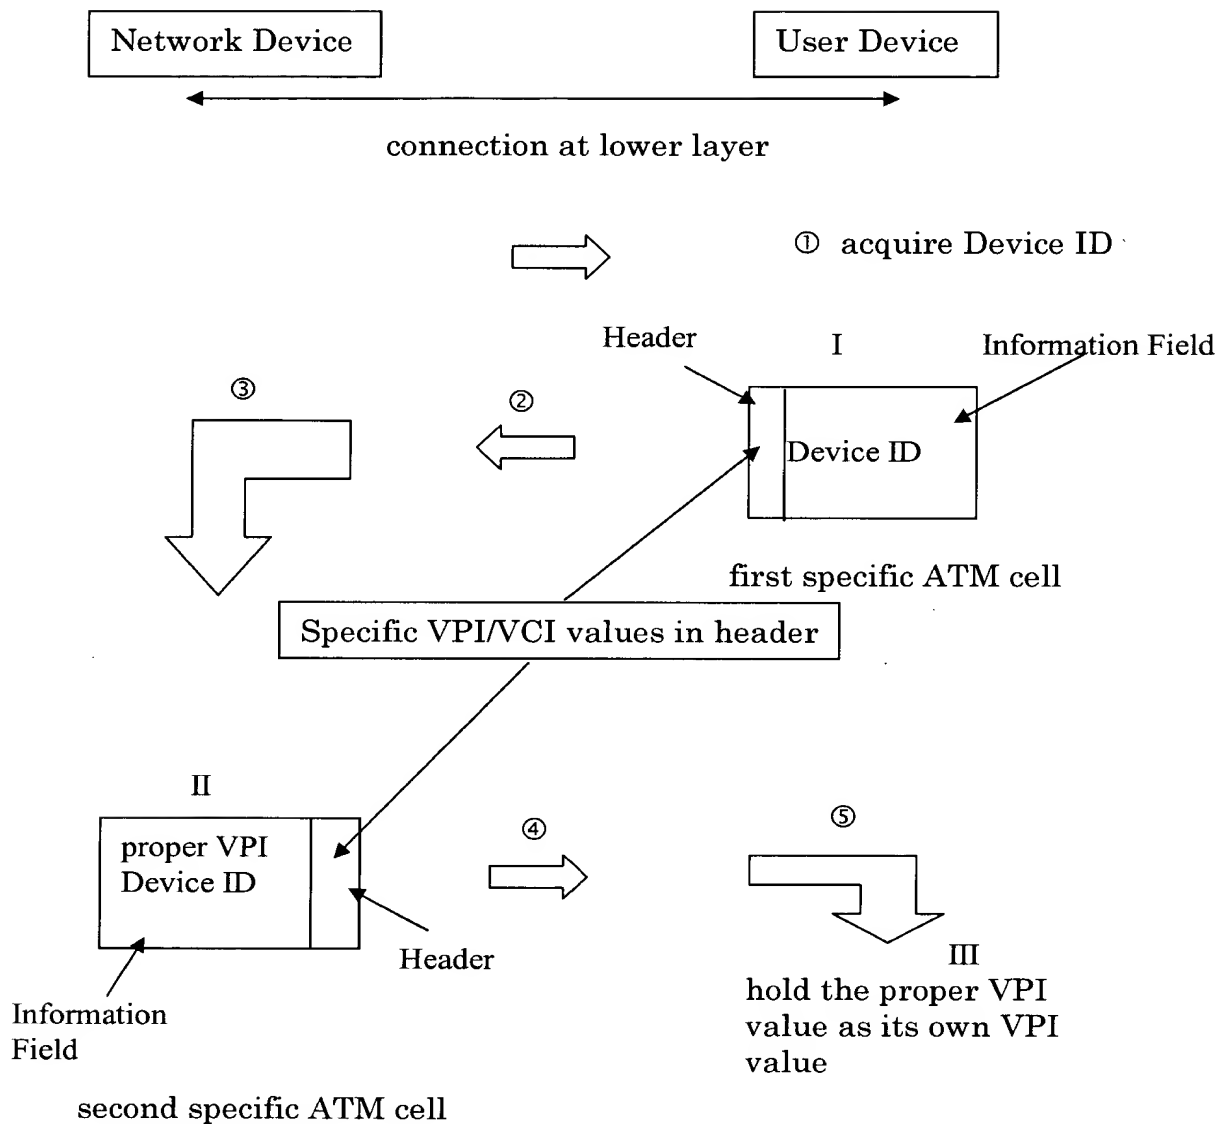 Network Device
User Device
connection at lower layer
① acquire Device ID
Header
I
Information Field
③
②
Device ID
first specific ATM cell
Specific VPI/VCI values in header
II
proper VPI
Device ID
④
⑤
Header
III
hold the proper VPI
value as its own VPI
value
Information
Field
second specific ATM cell